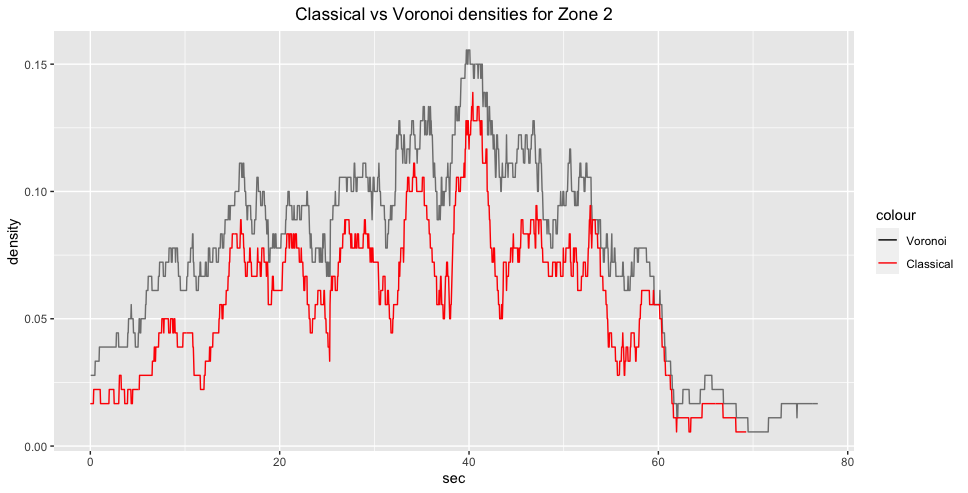 Classical vs Voronoi densities for Zone 2
density
0.15
0.10
0.05
0.00
0 20 40 60 80
sec
colour
Voronoi
Classical